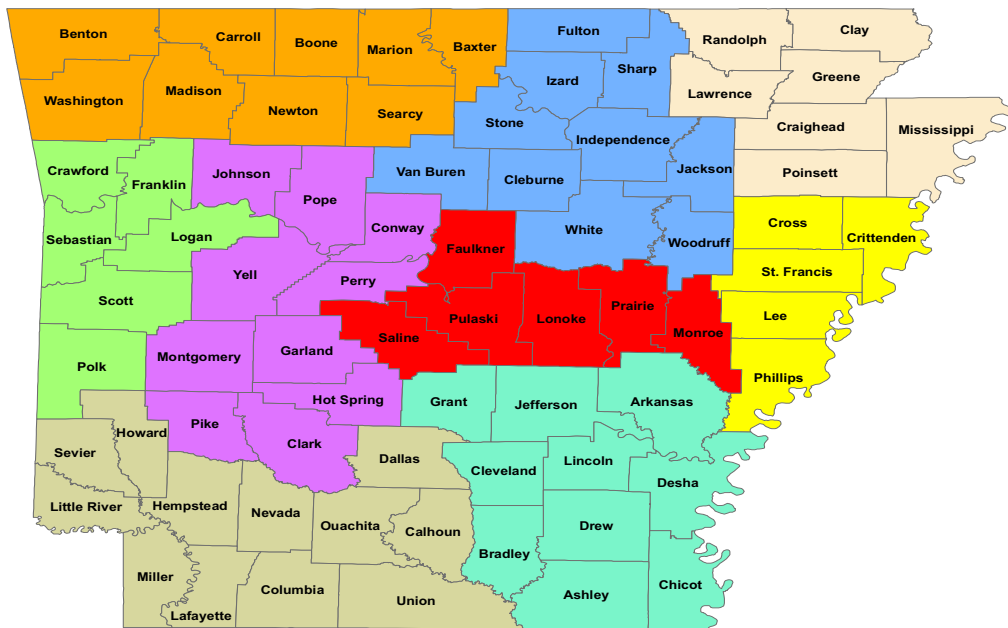 Benton
Carroll
Boone
Marion
Baxter
Fulton
Randolph
Clay
Washington
Madison
Newton
Searcy
Izard
Sharp
Lawrence
Greene
Stone
Independence
Craighead
Mississippi
Crawford
Franklin
Johnson
Pope
Van Buren
Cleburne
Jackson
Poinsett
Sebastian
Logan
Conway
Faulkner
White
Woodruff
Cross
Crittenden
Scott
Yell
Perry
St. Francis
Saline
Pulaski
Lonoke
Prairie
Monroe
Lee
Polk
Montgomery
Garland
Phillips
Hot Spring
Grant
Jefferson
Arkansas
Sevier
Howard
Pike
Clark
Dallas
Cleveland
Lincoln
Desha
Little River
Hempstead
Nevada
Ouachita
Calhoun
Bradley
Drew
Miller
Lafayette
Columbia
Union
Ashley
Chicot